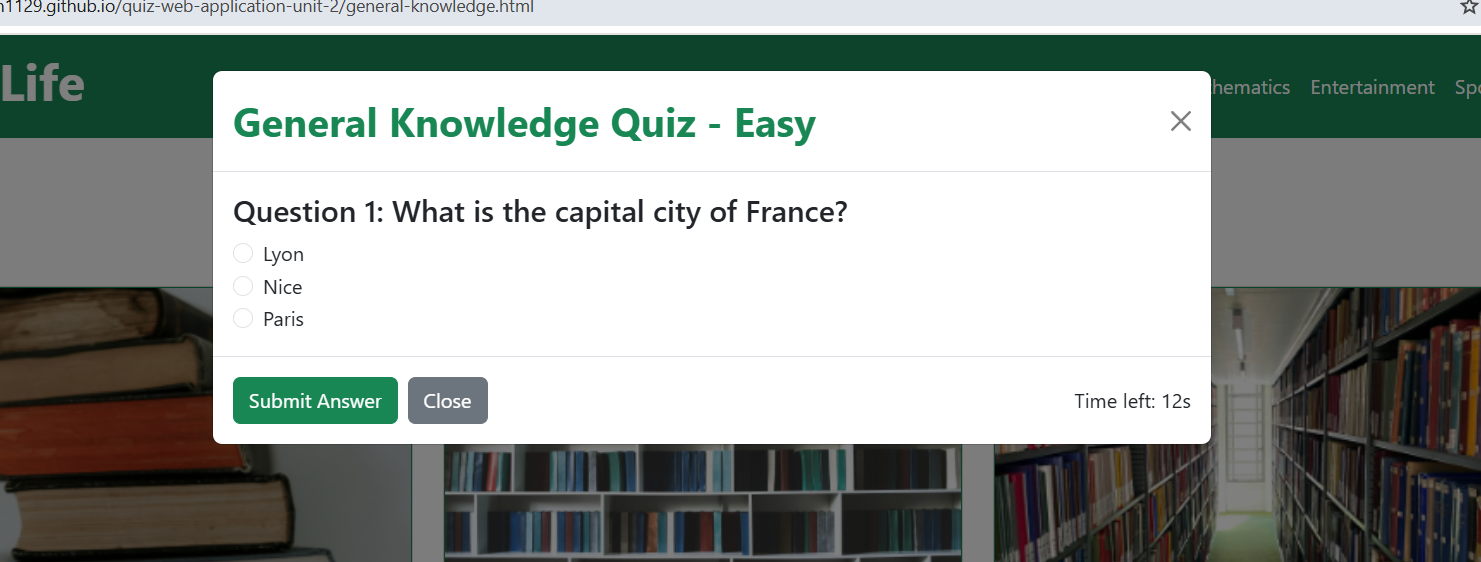 n1129.github.io/quiz-web-application-unit-2/general-knowledge.html
Life
hematics Entertainment Spo
General Knowledge Quiz - Easy
Question 1: What is the capital city of France?
Lyon
Nice
Paris
Submit Answer Close Time left: 12s